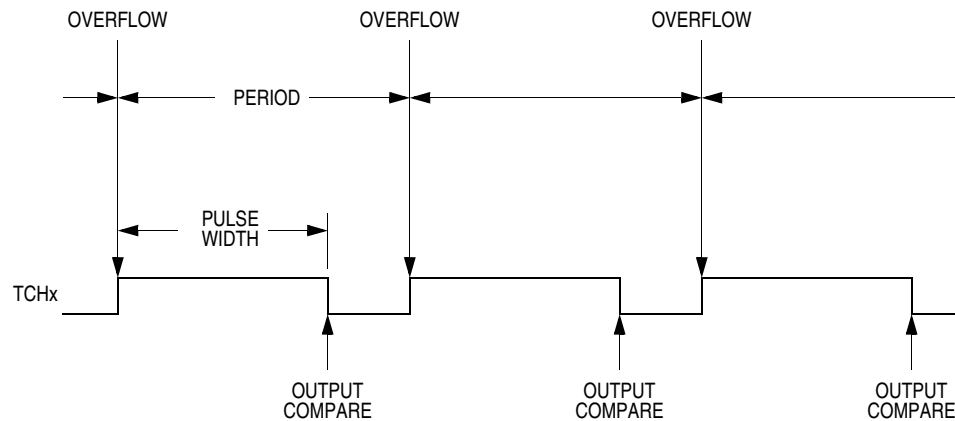 OVERFLOW
OVERFLOW
OVERFLOW
PERIOD
PULSE
WIDTH
TCHx
OUTPUT
COMPARE
OUTPUT
COMPARE
OUTPUT
COMPARE